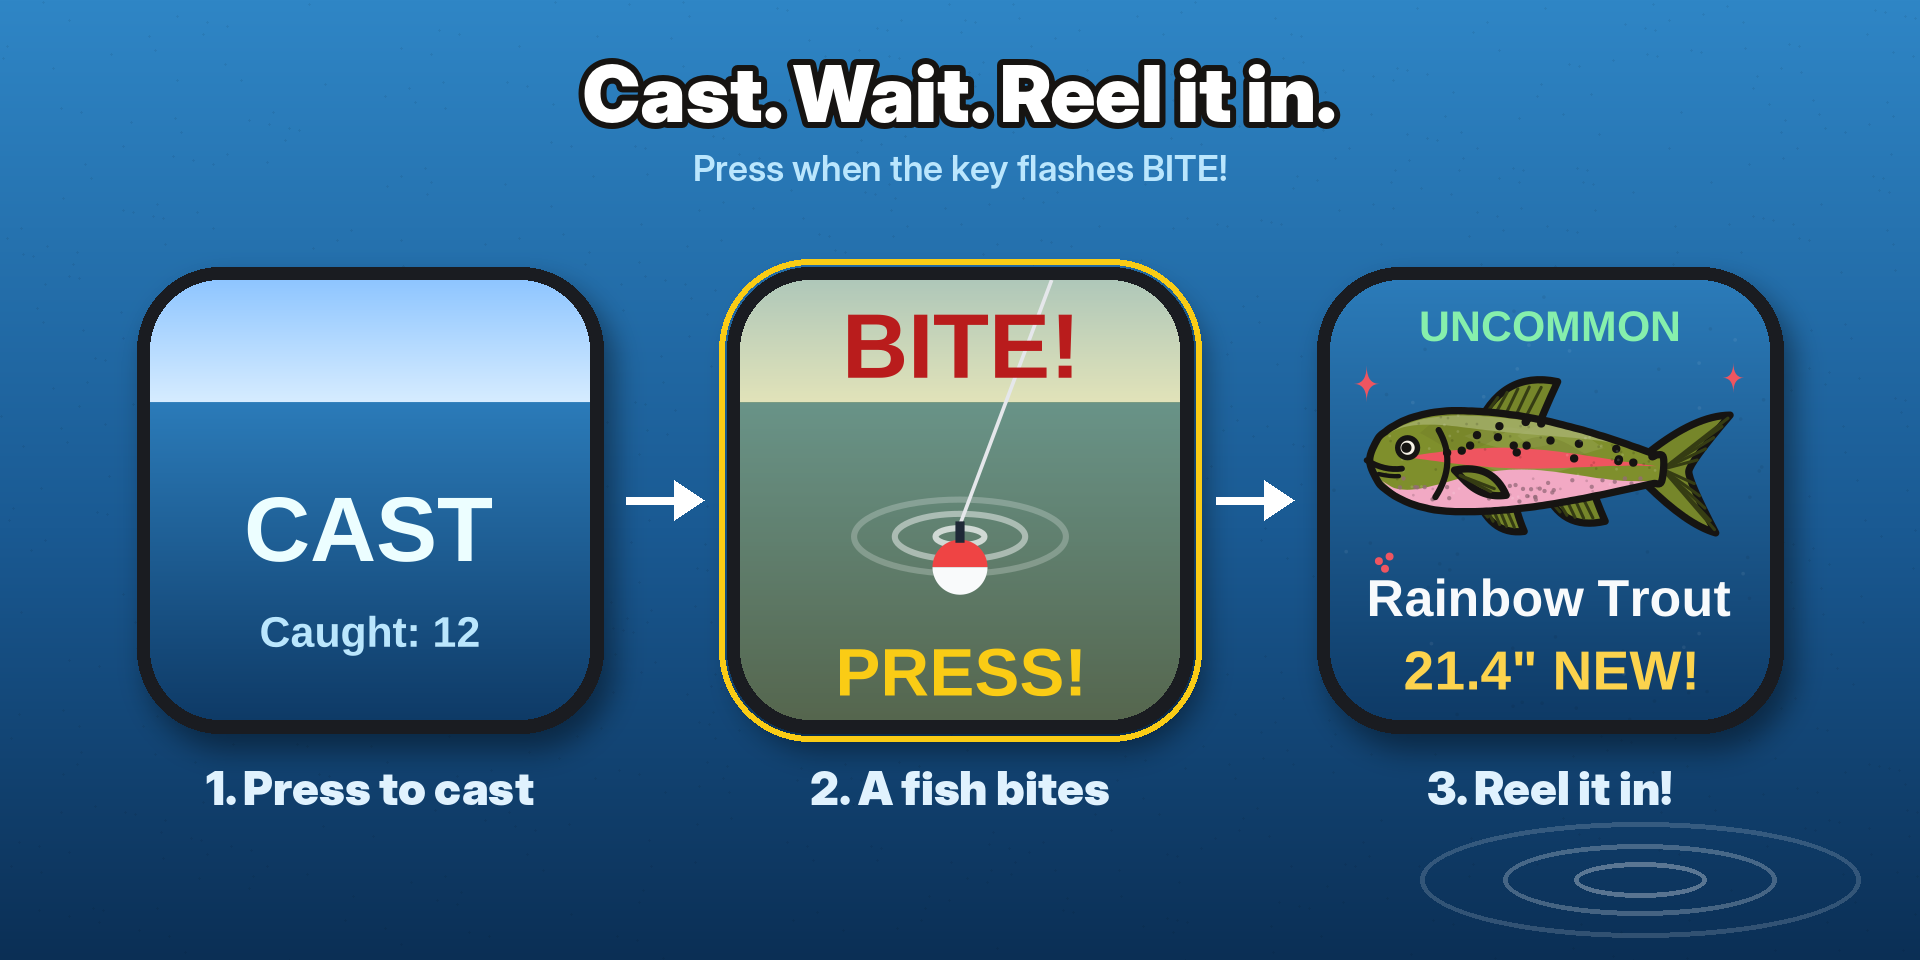 Cast. Wait. Reel it in.
Press when the key flashes BITE!
CAST
Caught: 12
1. Press to cast
BITE!
PRESS!
2. A fish bites
UNCOMMON
Rainbow Trout
21.4" NEW!
3. Reel it in!